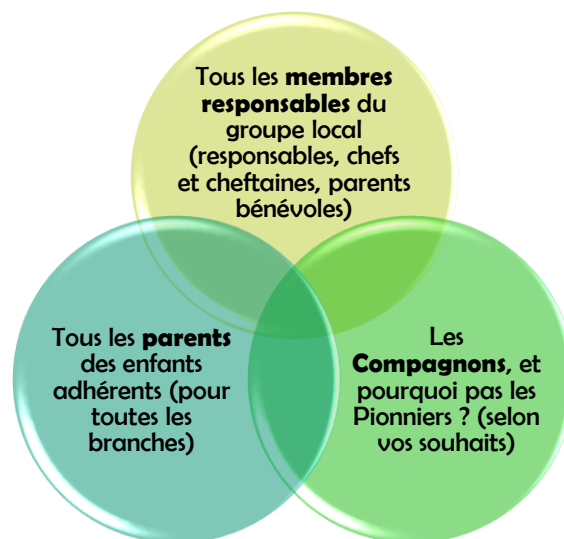 Tous les membres
responsables du
groupe local
(responsables, chefs
et cheftaines, parents
bénévoles)
Tous les parents
des enfants
adhérents (pour
toutes les
branches)
Les
Compagnons, et
pourquoi pas les
Pionniers ? (selon
vos souhaits)